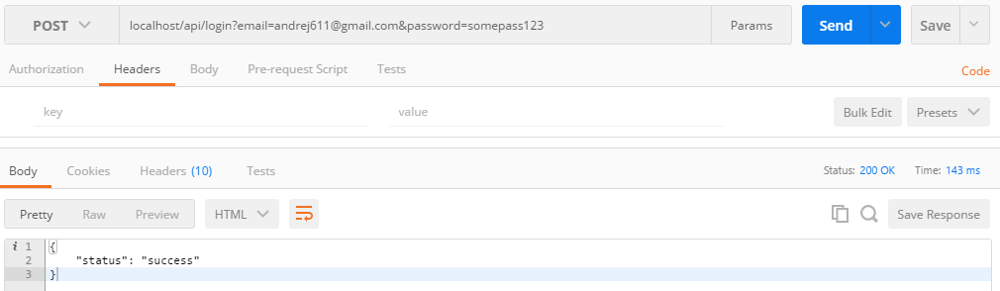 POST localhost/api/login?email=andrej611@gmail.com&password=somepass123 Params Send Save
Authorization Headers Body Pre-request Script Tests Code
key value Bulk Edit Presets
Body Cookies Headers (10) Tests Status: 200 OK Time: 143 ms
Pretty Raw Preview HTML Save Response
i 1 {
2 "status": "success"
3 }